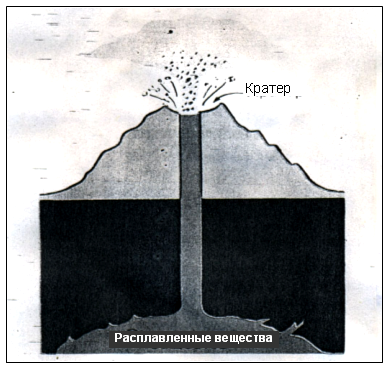 Кратер
Расплавленные вещества